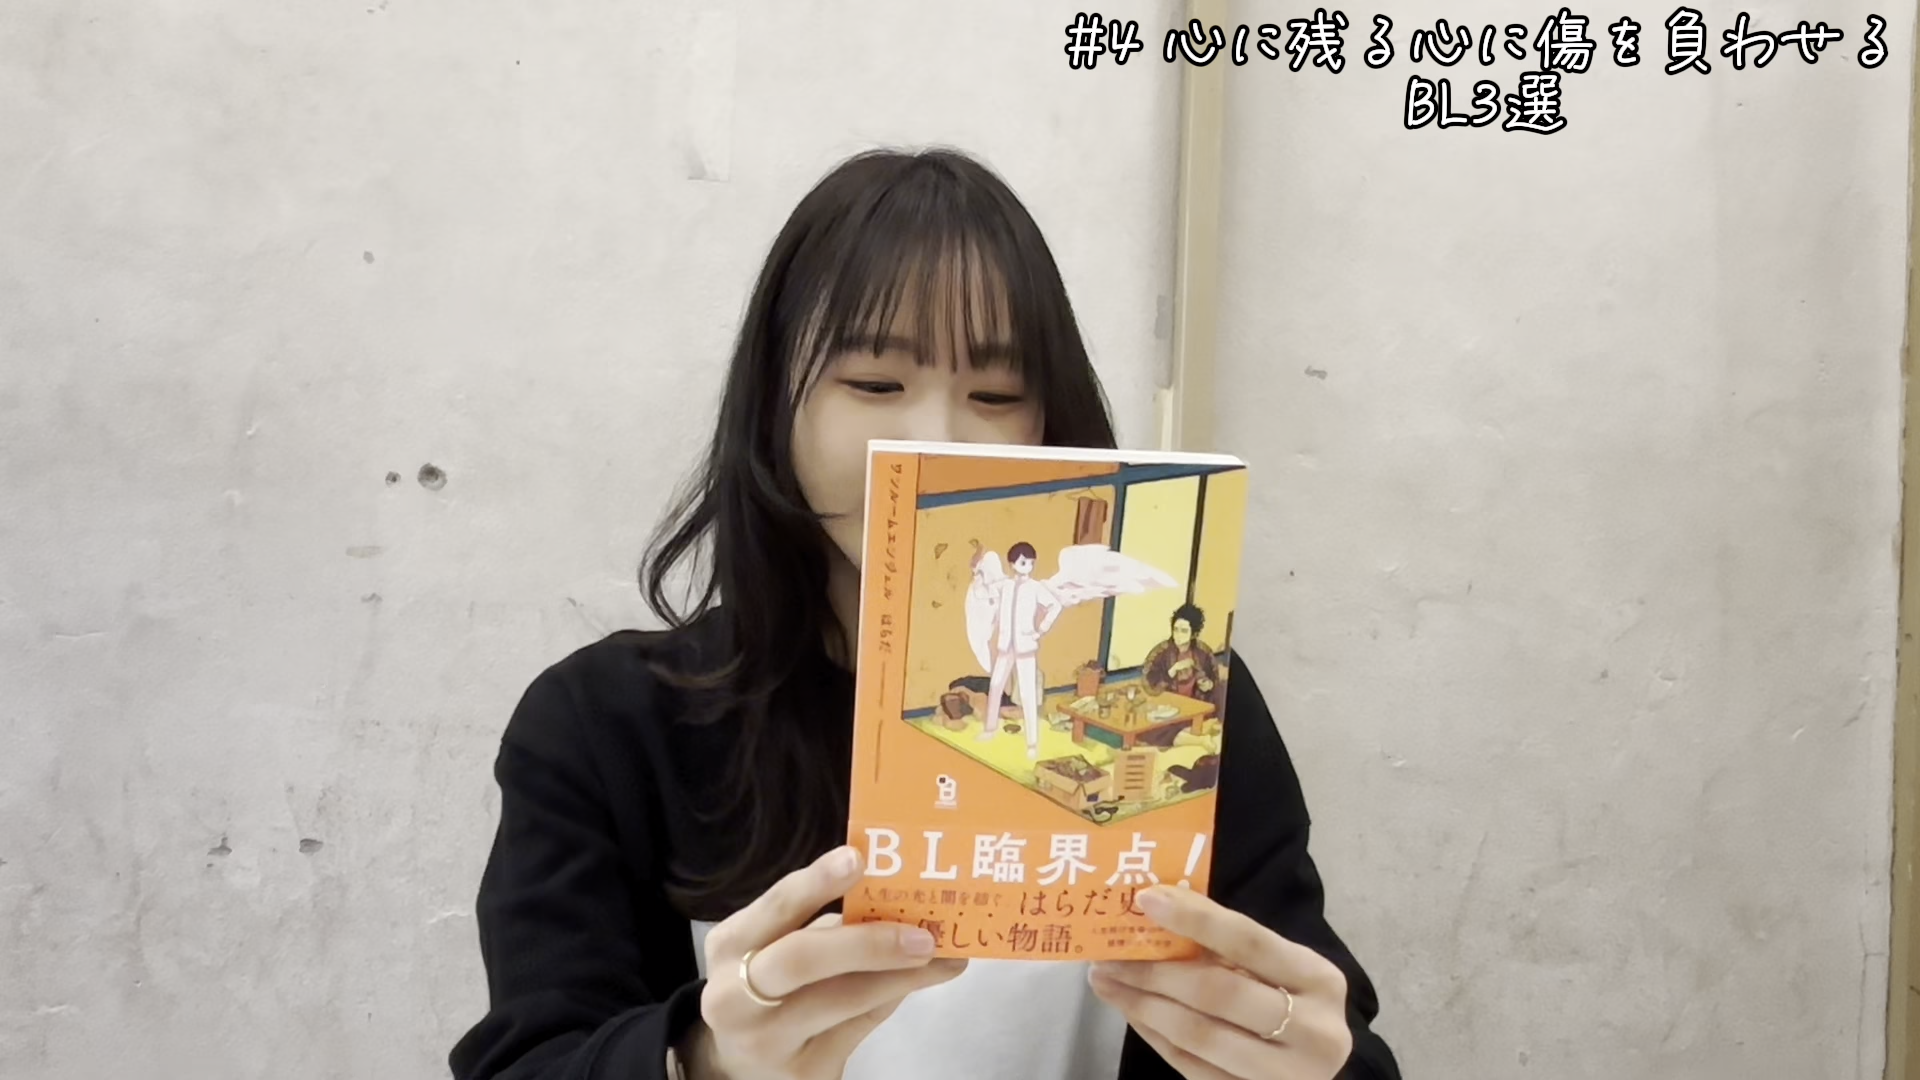 #4 心に残る心に傷を負わせる
BL3選
サンルームエンジェル はらだ
BL臨界点!
人生の光と闇を紡ぐ、はらだ史
優しい物語。